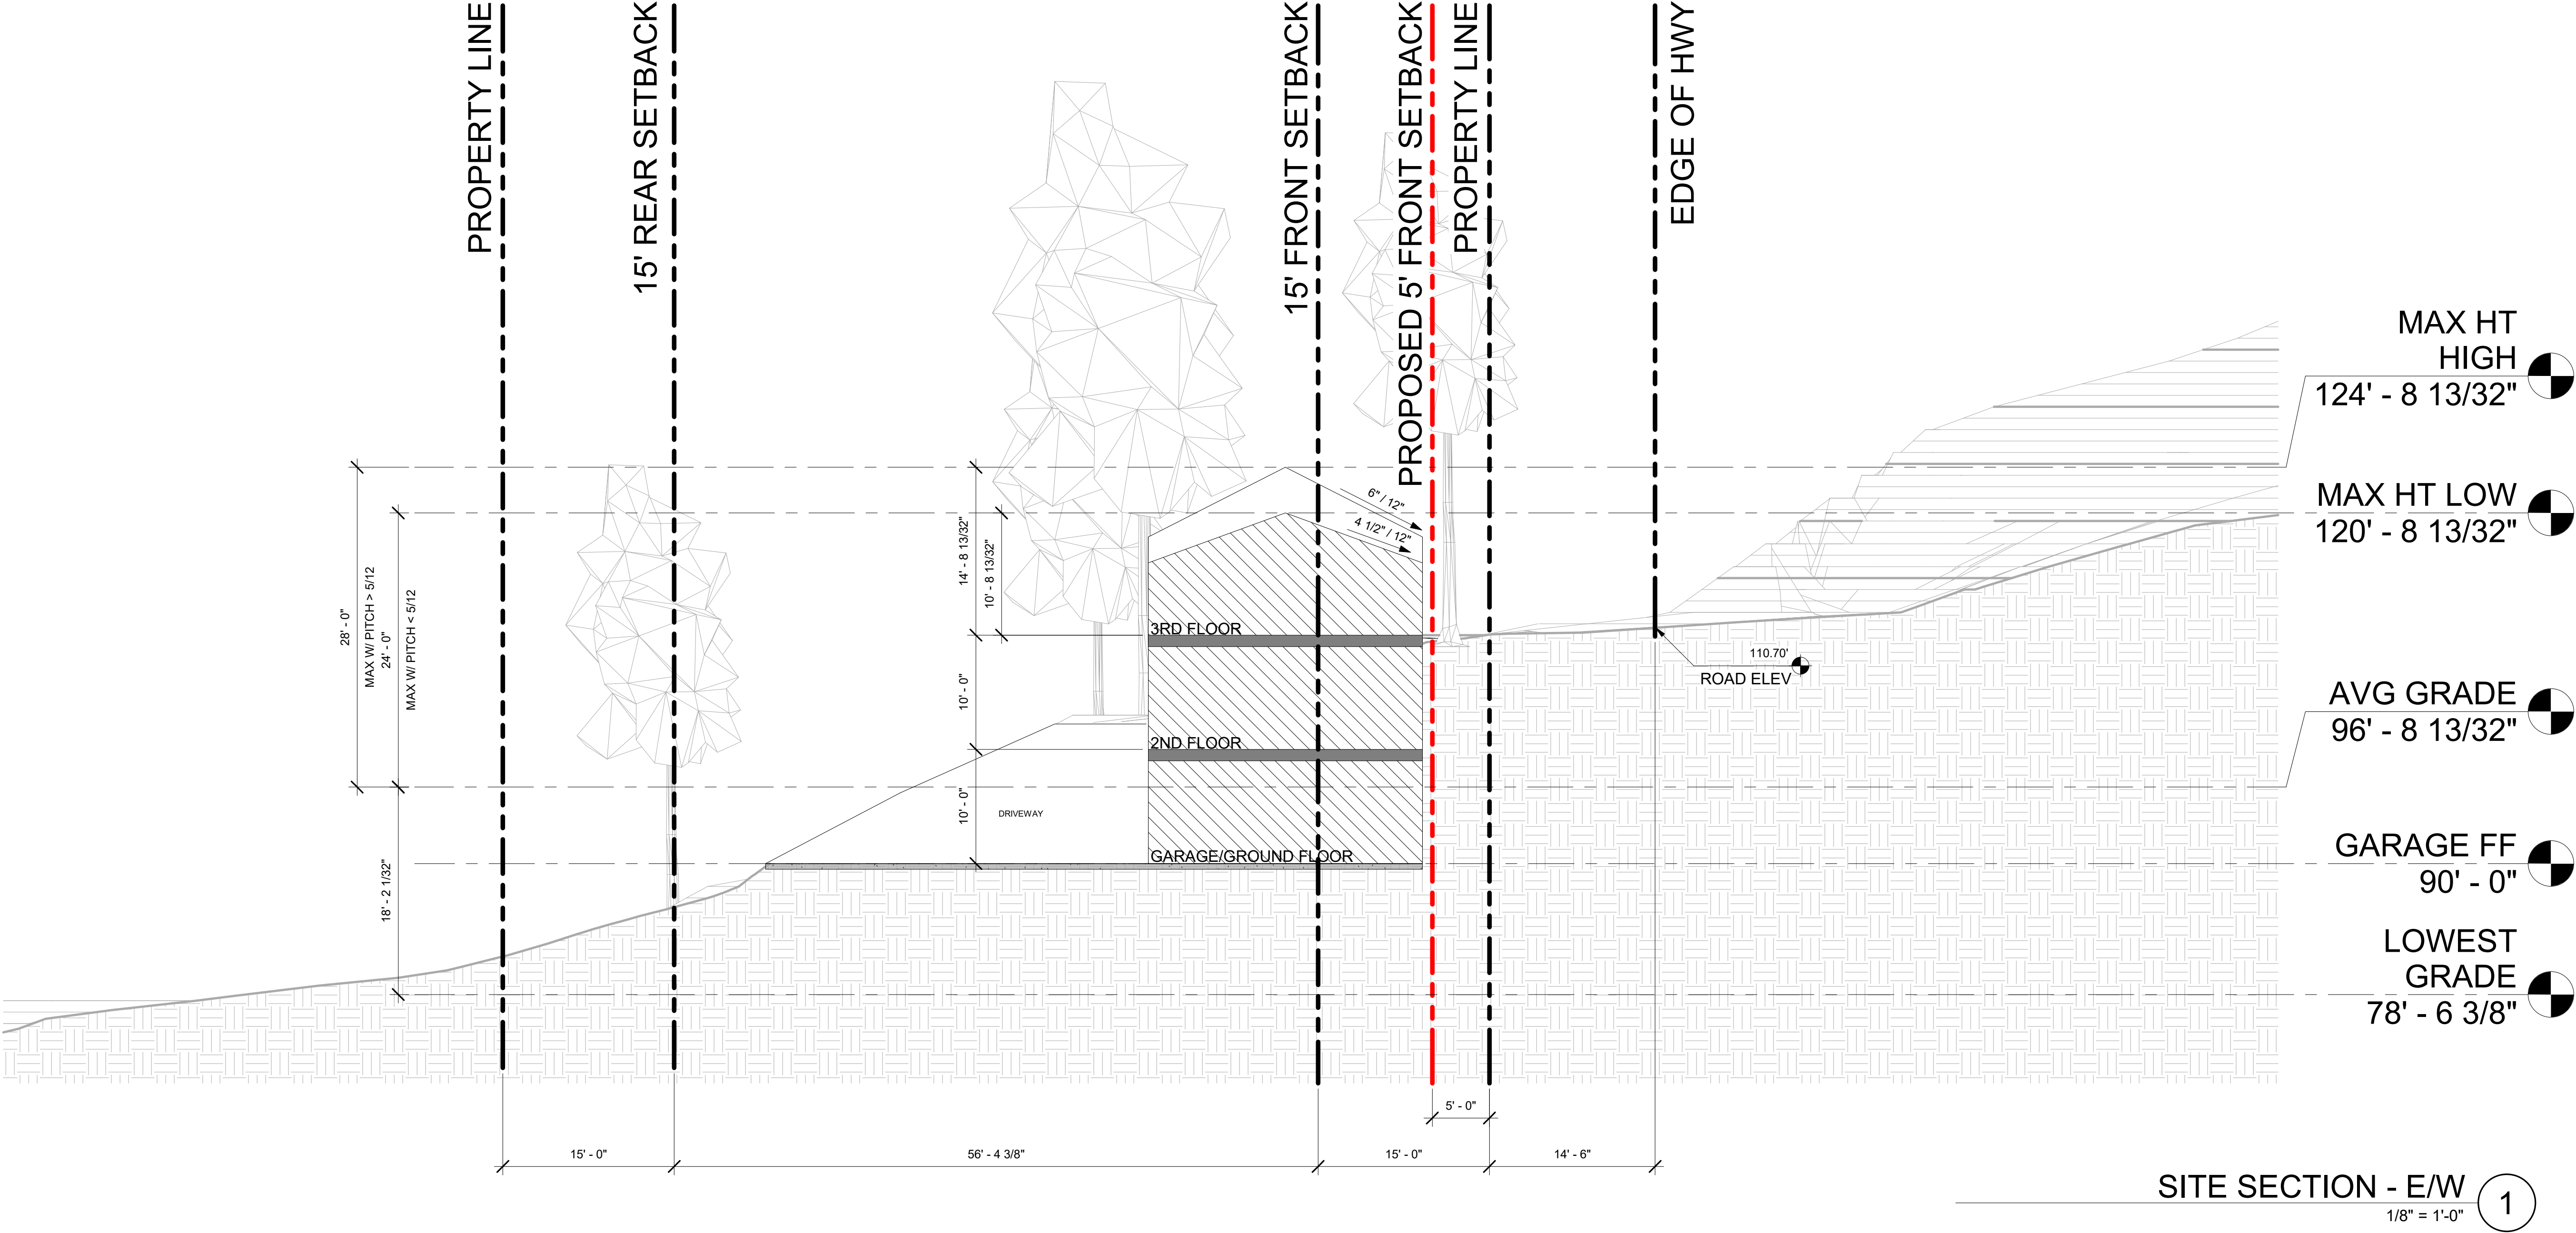 PROPERTY LINE
15' REAR SETBACK
15' FRONT SETBACK
PROPOSED 5' FRONT SETBACK
PROPERTY LINE
EDGE OF HWY
MAX HT
HIGH
124' - 8 13/32"
MAX HT LOW
120' - 8 13/32"
AVG GRADE
96' - 8 13/32"
GARAGE FF
90' - 0"
LOWEST
GRADE
78' - 6 3/8"
28' - 0"
MAX W/ PITCH > 5/12
24' - 0"
MAX W/ PITCH < 5/12
18' - 2 1/32"
14' - 8 13/32"
10' - 8 13/32"
10' - 0"
10' - 0"
6" / 12"
4 1/2" / 12"
3RD FLOOR
2ND FLOOR
DRIVEWAY
GARAGE/GROUND FLOOR
110.70'
ROAD ELEV
5' - 0"
15' - 0"
56' - 4 3/8"
15' - 0"
14' - 6"
SITE SECTION - E/W
1/8" = 1'-0"
1